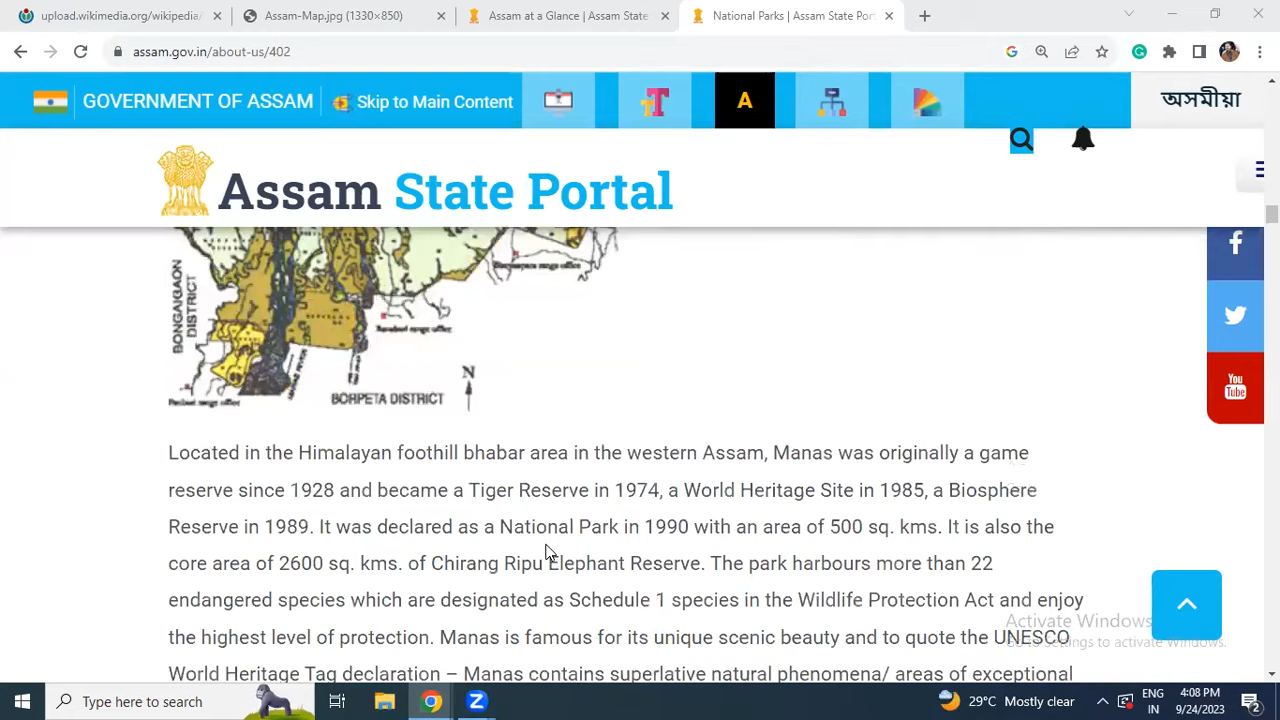 upload.wikimedia.org/wikipedia/
Assam-Map.jpg (1330×850)
Assam at a Glance | Assam State
National Parks | Assam State Por
assam.gov.in/about-us/402
GOVERNMENT OF ASSAM
Skip to Main Content
T
A
অসমীয়া
Assam State Portal
BONGAIGAON
DISTRICT
N
BORPETA DISTRICT
Located in the Himalayan foothill bhabar area in the western Assam, Manas was originally a game
reserve since 1928 and became a Tiger Reserve in 1974, a World Heritage Site in 1985, a Biosphere
Reserve in 1989. It was declared as a National Park in 1990 with an area of 500 sq. kms. It is also the
core area of 2600 sq. kms. of Chirang Ripu Elephant Reserve. The park harbours more than 22
endangered species which are designated as Schedule 1 species in the Wildlife Protection Act and enjoy
the highest level of protection. Manas is famous for its unique scenic beauty and to quote the UNESCO
World Heritage Tag declaration – Manas contains superlative natural phenomena/ areas of exceptional
You
Tube
Activate Windows
Go to Settings to activate Windows.
Type here to search
29°C Mostly clear
ENG
IN
4:08 PM
9/24/2023
2